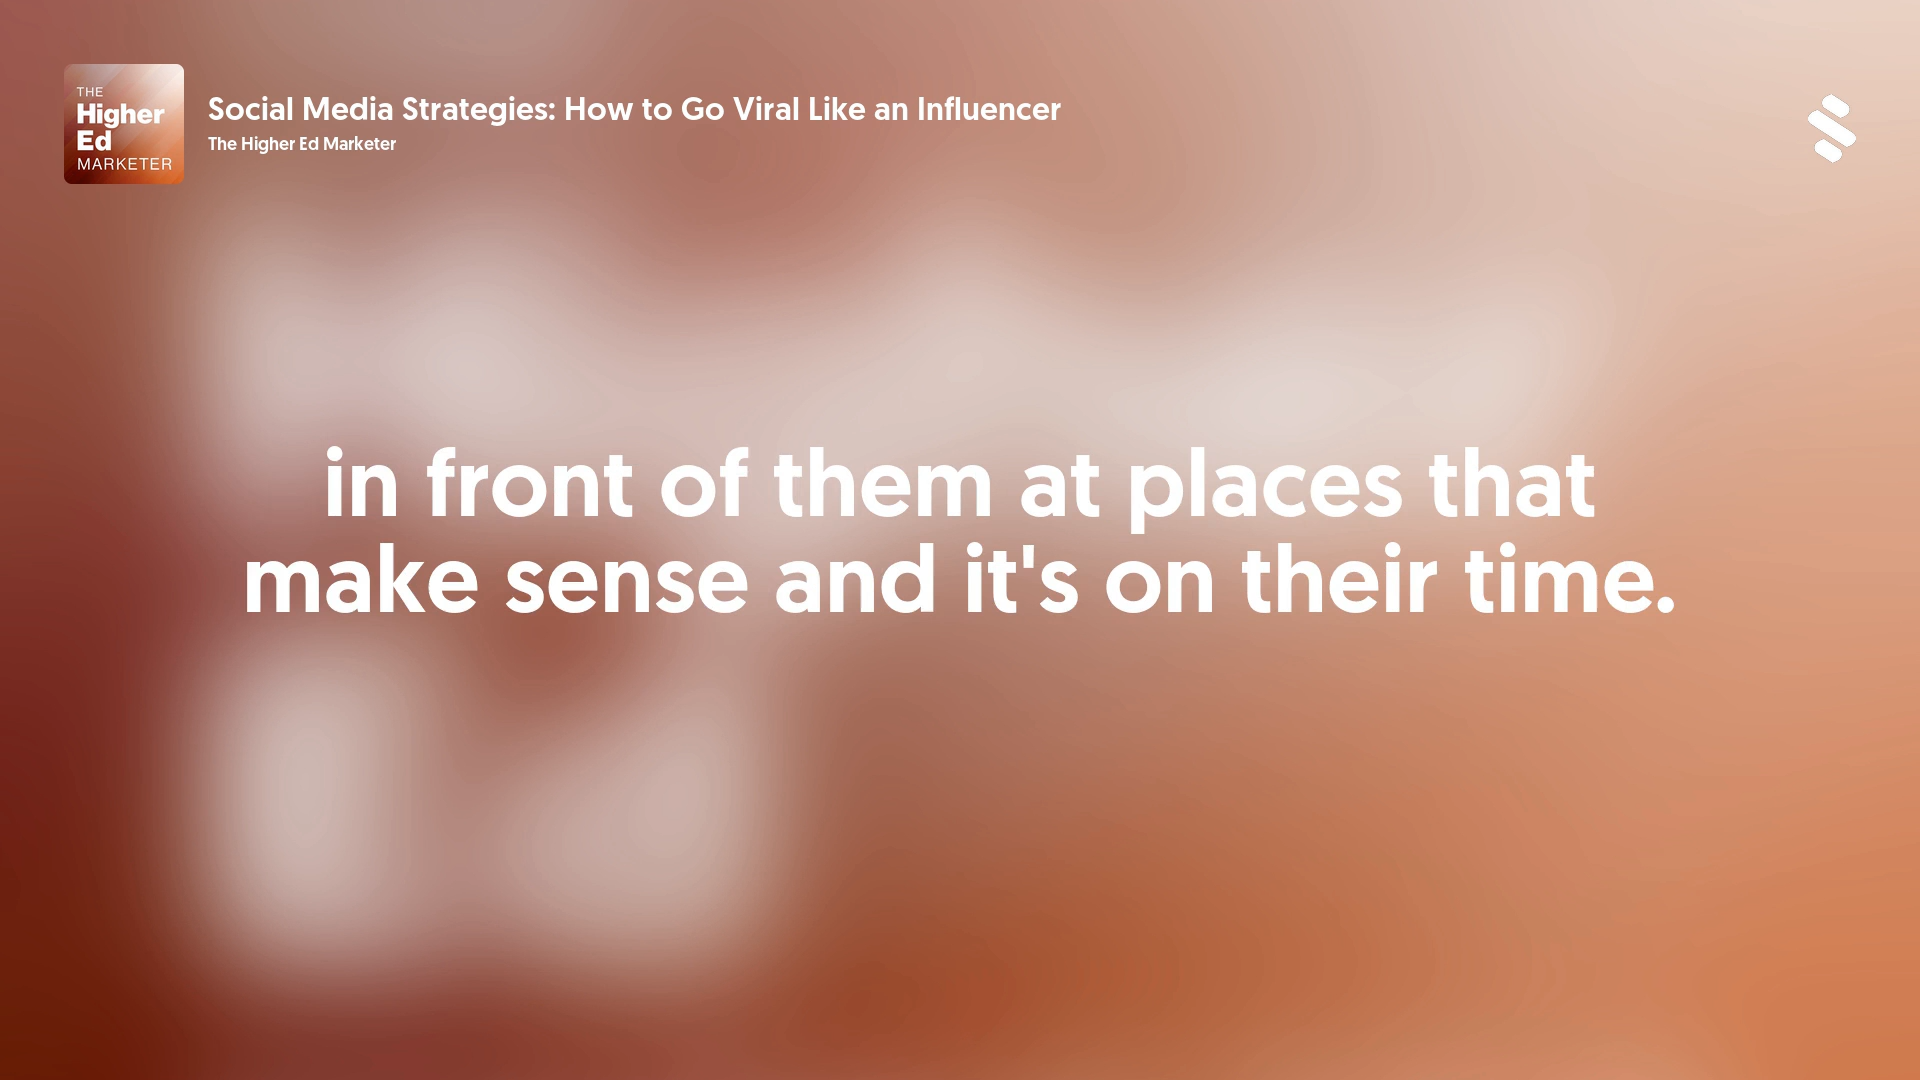 THE
Higher
Ed
MARKETER
Social Media Strategies: How to Go Viral Like an Influencer
The Higher Ed Marketer
in front of them at places that
make sense and it's on their time.